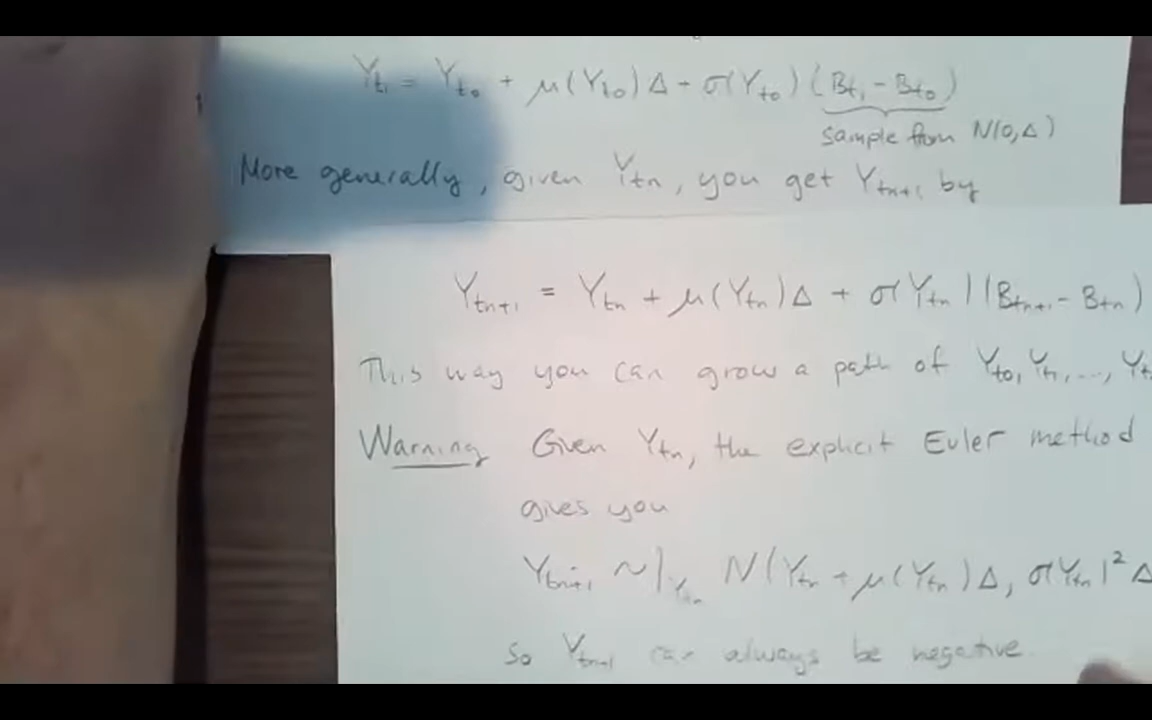 Yt₁ = Yt₀ + μ(Yt₀)Δ + σ(Yt₀)(Bt₁ - Bt₀)
sample from N(0,Δ)
More generally, given Ytn, you get Ytn+1 by
Ytn+1 = Ytn + μ(Ytn)Δ + σ(Ytn)(Btn+1 - Btn)
This way you can grow a path of Yt₀, Yt₁, ...,
Warning Given Ytn, the explicit Euler method
gives you
Ytn+1 ~|Ytn N(Ytn + μ(Ytn)Δ, σ(Ytn)²Δ
So Ytn+1 can always be negative.